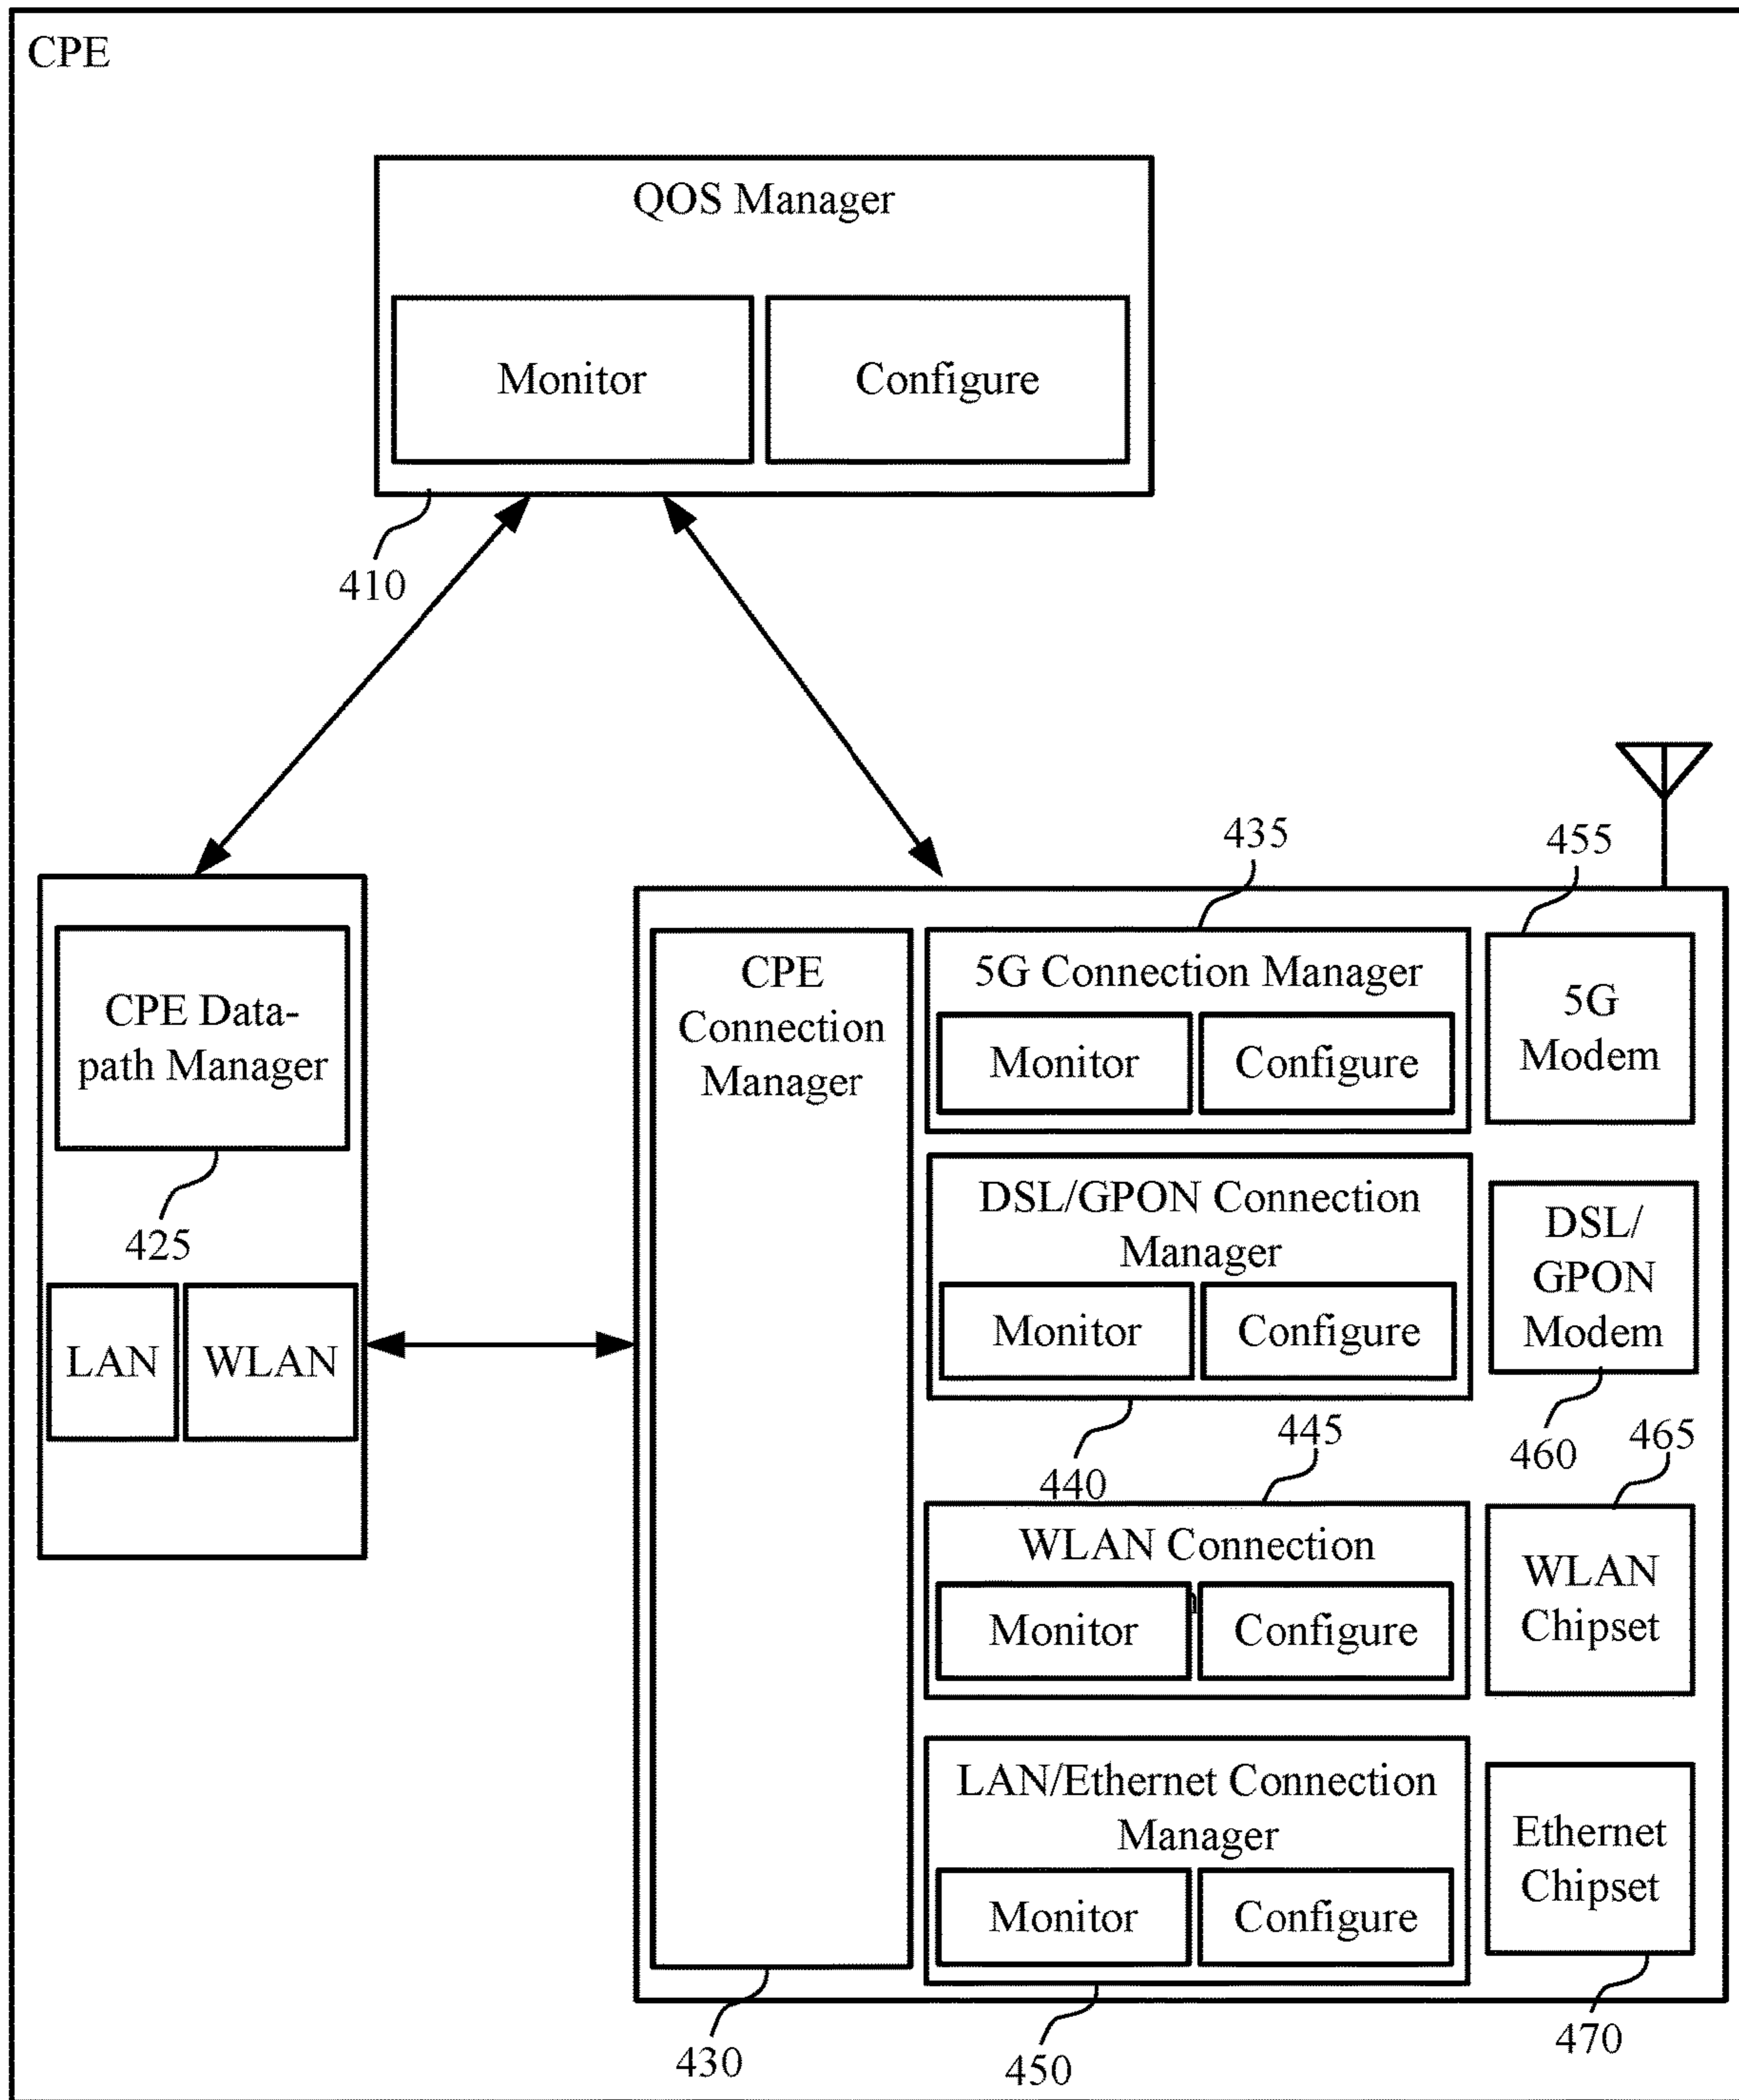 CPE
QOS Manager
Monitor
Configure
410
435
455
CPE Data-
path Manager
425
LAN
WLAN
CPE
Connection
Manager
430
5G Connection Manager
Monitor
Configure
5G
Modem
DSL/GPON Connection
Manager
Monitor
Configure
440
DSL/
GPON
Modem
460
445
465
WLAN Connection
Monitor
Configure
WLAN
Chipset
LAN/Ethernet Connection
Manager
Monitor
Configure
450
Ethernet
Chipset
470